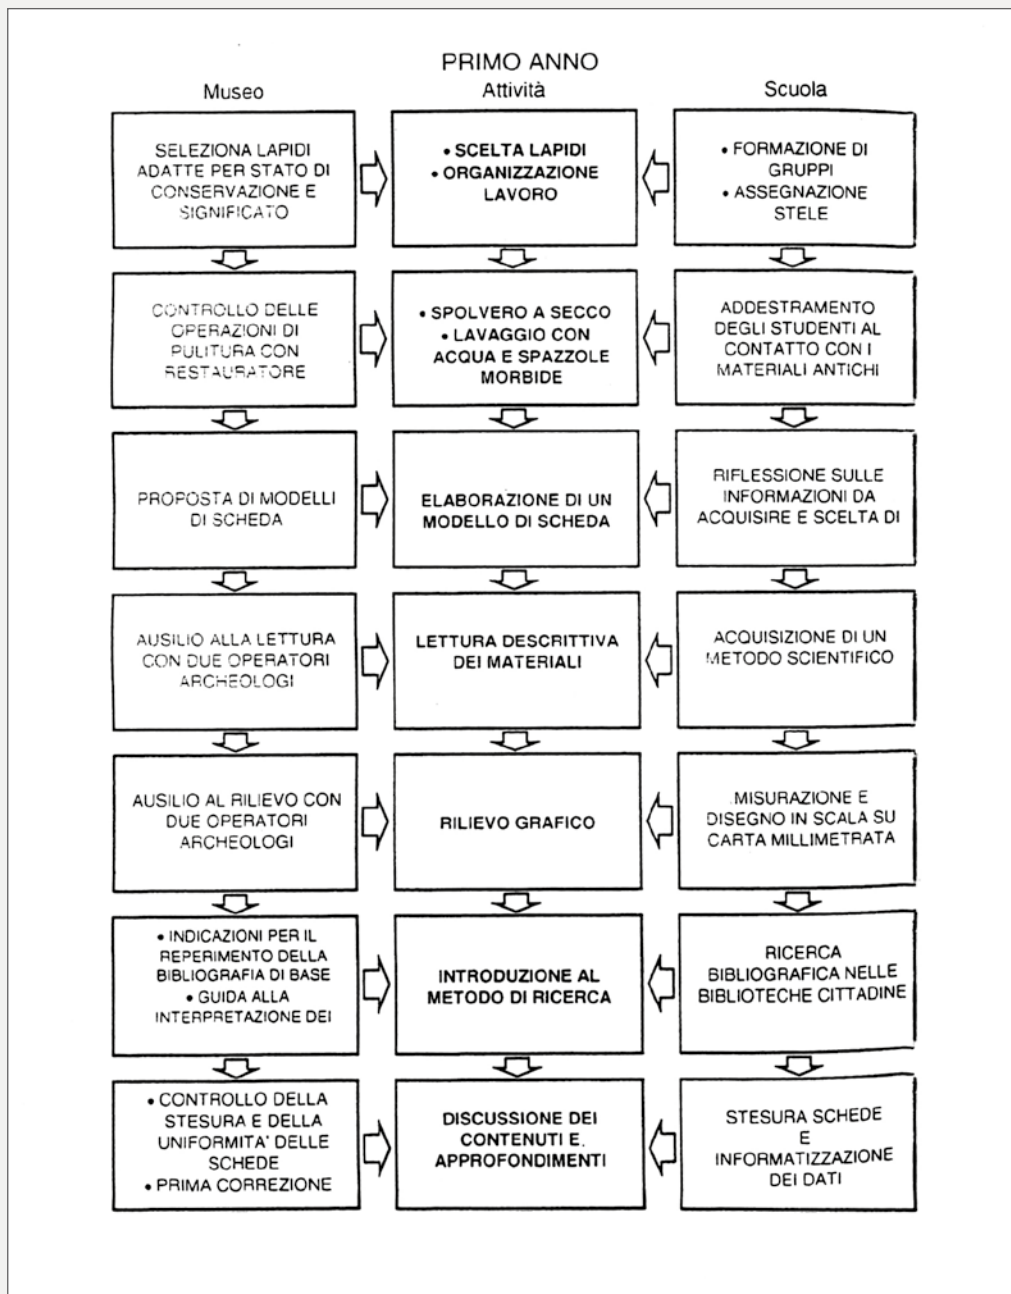 PRIMO ANNO
Museo
Attività
Scuola
SELEZIONA LAPIDI
ADATTE PER STATO DI
CONSERVAZIONE E
SIGNIFICATO
• SCELTA LAPIDI
• ORGANIZZAZIONE
LAVORO
• FORMAZIONE DI
GRUPPI
• ASSEGNAZIONE
STELE
CONTROLLO DELLE
OPERAZIONI DI
PULITURA CON
RESTAURATORE
• SPOLVERO A SECCO
• LAVAGGIO CON
ACQUA E SPAZZOLE
MORBIDE
ADDESTRAMENTO
DEGLI STUDENTI AL
CONTATTO CON I
MATERIALI ANTICHI
PROPOSTA DI MODELLI
DI SCHEDA
ELABORAZIONE DI UN
MODELLO DI SCHEDA
RIFLESSIONE SULLE
INFORMAZIONI DA
ACQUISIRE E SCELTA DI
AUSILIO ALLA LETTURA
CON DUE OPERATORI
ARCHEOLOGI
LETTURA DESCRITTIVA
DEI MATERIALI
ACQUISIZIONE DI UN
METODO SCIENTIFICO
AUSILIO AL RILIEVO CON
DUE OPERATORI
ARCHEOLOGI
RILIEVO GRAFICO
MISURAZIONE E
DISEGNO IN SCALA SU
CARTA MILLIMETRATA
• INDICAZIONI PER IL
REPERIMENTO DELLA
BIBLIOGRAFIA DI BASE
• GUIDA ALLA
INTERPRETAZIONE DEI
INTRODUZIONE AL
METODO DI RICERCA
RICERCA
BIBLIOGRAFICA NELLE
BIBLIOTECHE CITTADINE
• CONTROLLO DELLA
STESURA E DELLA
UNIFORMITA' DELLE
SCHEDE
• PRIMA CORREZIONE
DISCUSSIONE DEI
CONTENUTI E
APPROFONDIMENTI
STESURA SCHEDE
E
INFORMATIZZAZIONE
DEI DATI